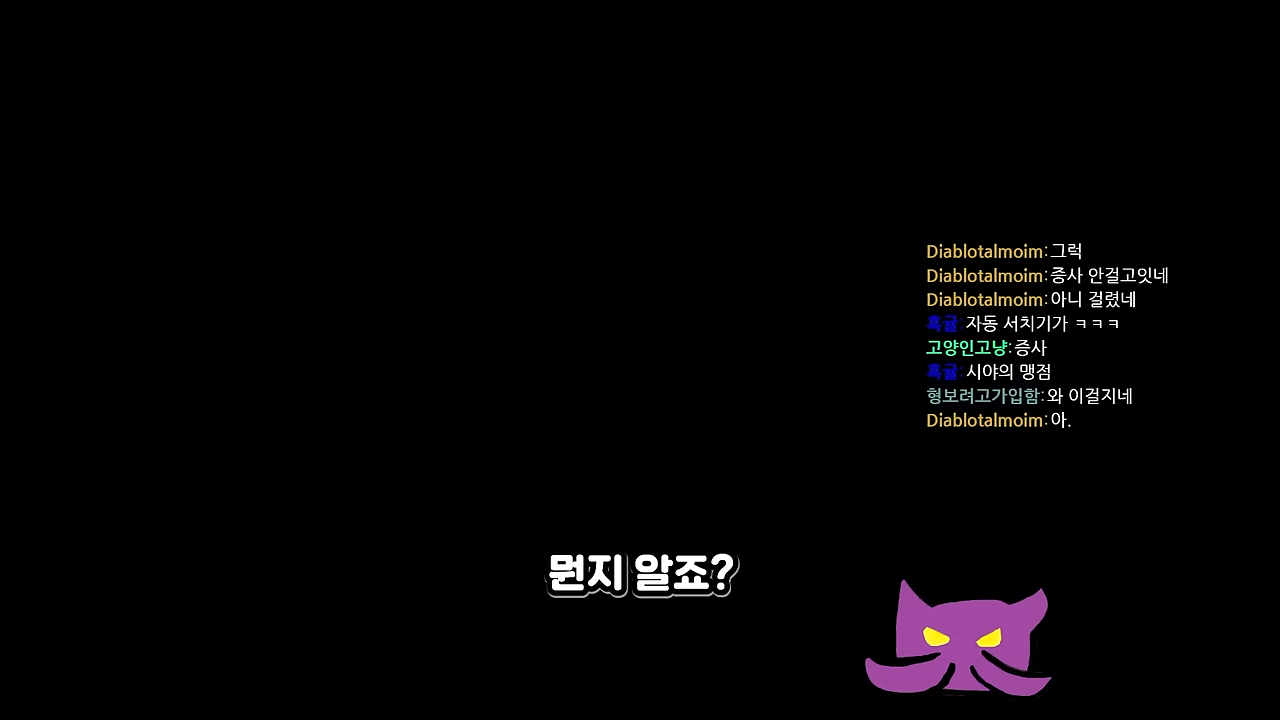 Diablotalmoim: 그럭
Diablotalmoim: 증사 안걸고잇네
Diablotalmoim: 아니 걸렸네
흑귤: 자동 서치기가 ㅋㅋㅋ
고양인고냥: 증사
흑귤: 시야의 맹점
형보려고가입함: 와 이걸지네
Diablotalmoim: 아.
뭔지 알죠?